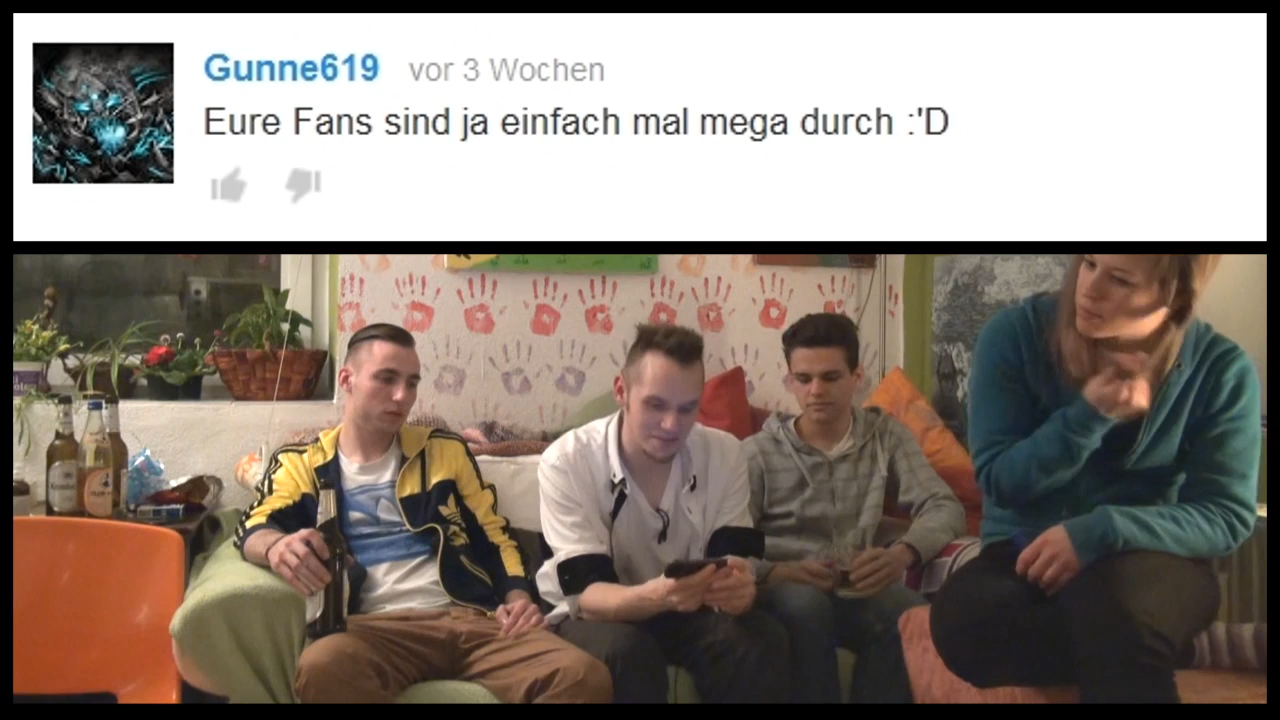 Gunne619 vor 3 Wochen
Eure Fans sind ja einfach mal mega durch :'D